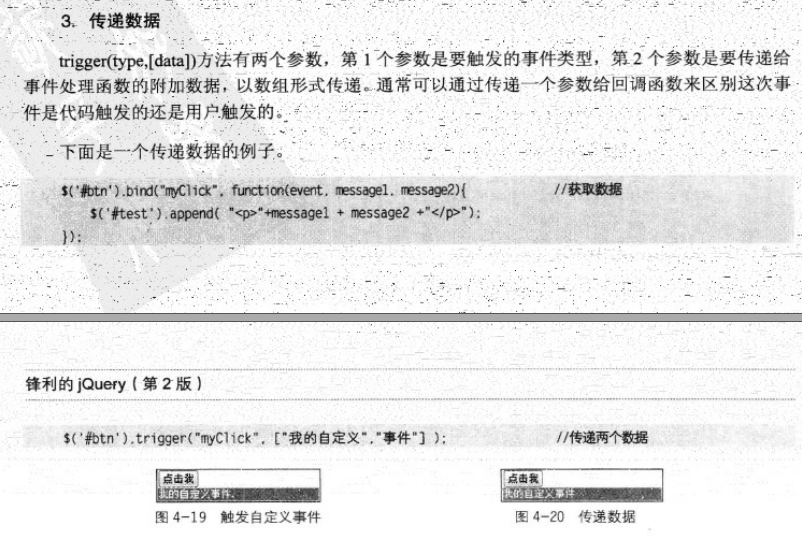 3．传递数据
trigger(type,[data])方法有两个参数，第 1 个参数是要触发的事件类型，第 2 个参数是要传递给
事件处理函数的附加数据，以数组形式传递。通常可以通过传递一个参数给回调函数来区别这次事
件是代码触发的还是用户触发的。
下面是一个传递数据的例子。
$('#btn').bind("myClick", function(event, message1, message2){ //获取数据
$('#test').append( "<p>"+message1 + message2 +"</p>");
});
锋利的 jQuery（第 2 版）
$('#btn').trigger("myClick", ["我的自定义","事件"] ); //传递两个数据
点击我 点击我
我的自定义事件. 我的自定义事件
图 4-19 触发自定义事件 图 4-20 传递数据